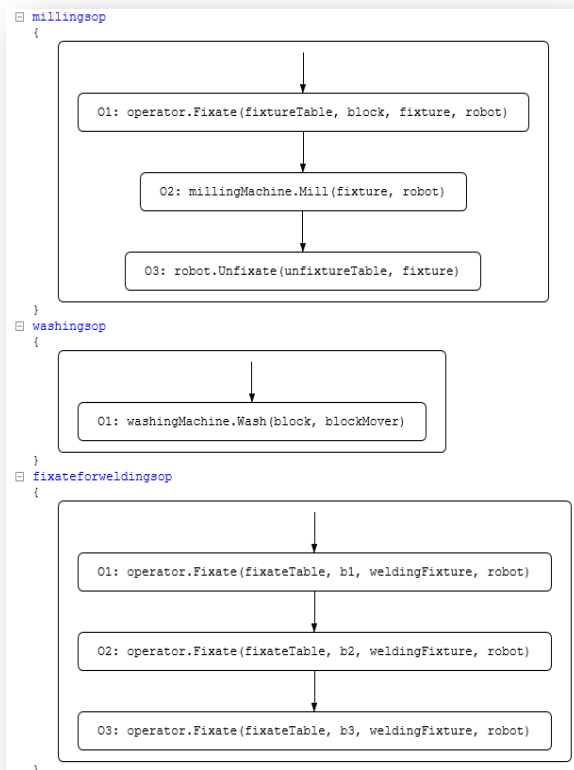 millingsop
{
O1: operator.Fixate(fixtureTable, block, fixture, robot)
O2: millingMachine.Mill(fixture, robot)
O3: robot.Unfixate(unfixtureTable, fixture)
}
washingsop
{
O1: washingMachine.Wash(block, blockMover)
}
fixateforweldingsop
{
O1: operator.Fixate(fixateTable, b1, weldingFixture, robot)
O2: operator.Fixate(fixateTable, b2, weldingFixture, robot)
O3: operator.Fixate(fixateTable, b3, weldingFixture, robot)
}